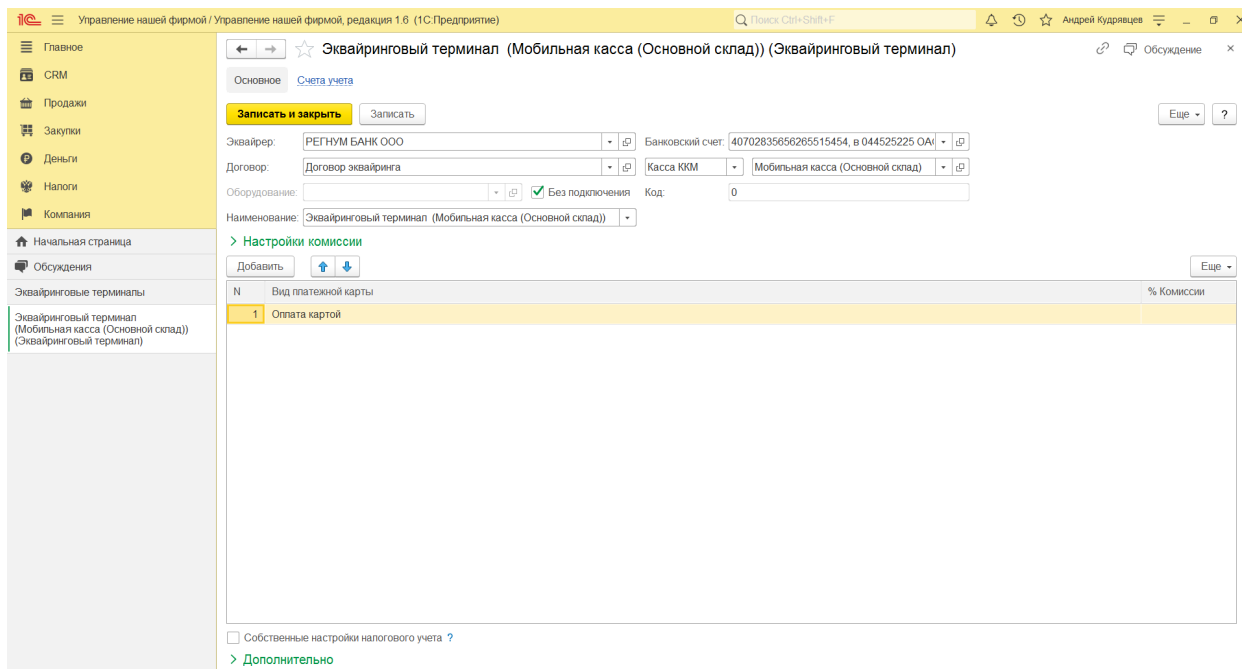 1С Управление нашей фирмой / Управление нашей фирмой, редакция 1.6 (1С:Предприятие) Поиск Ctrl+Shift+F Андрей Кудрявцев
Главное
CRM
Продажи
Закупки
Деньги
Налоги
Компания
Начальная страница
Обсуждения
Эквайринговые терминалы
Эквайринговый терминал
(Мобильная касса (Основной склад))
(Эквайринговый терминал)
Эквайринговый терминал (Мобильная касса (Основной склад)) (Эквайринговый терминал) Обсуждение
Основное Счета учета
Записать и закрыть Записать Еще ?
Эквайрер: РЕГНУМ БАНК ООО Банковский счет: 40702835656265515454, в 044525225 ОА
Договор: Договор эквайринга Касса ККМ Мобильная касса (Основной склад)
Оборудование: Без подключения Код: 0
Наименование: Эквайринговый терминал (Мобильная касса (Основной склад))
Настройки комиссии
Добавить Еще
N Вид платежной карты % Комиссии
1 Оплата картой
Собственные настройки налогового учета ?
Дополнительно